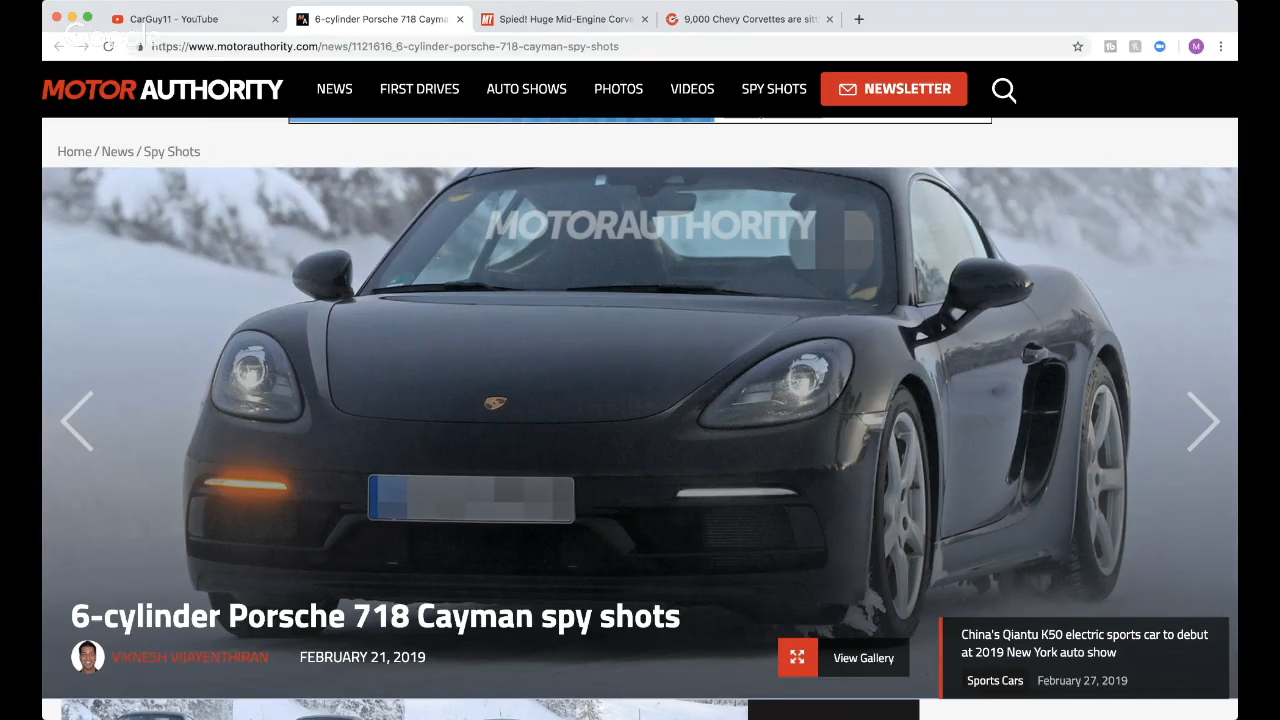 CarGuy11 - YouTube
6-cylinder Porsche 718 Cayma
Spied! Huge Mid-Engine Corve
9,000 Chevy Corvettes are sitt
Google
https://www.motorauthority.com/news/1121616_6-cylinder-porsche-718-cayman-spy-shots
M
MOTOR AUTHORITY
NEWS
FIRST DRIVES
AUTO SHOWS
PHOTOS
VIDEOS
SPY SHOTS
NEWSLETTER
Home / News / Spy Shots
MOTORAUTHORITY
6-cylinder Porsche 718 Cayman spy shots
VIKNESH VIJAYENTHIRAN
FEBRUARY 21, 2019
View Gallery
China's Qiantu K50 electric sports car to debut
at 2019 New York auto show
Sports Cars
February 27, 2019